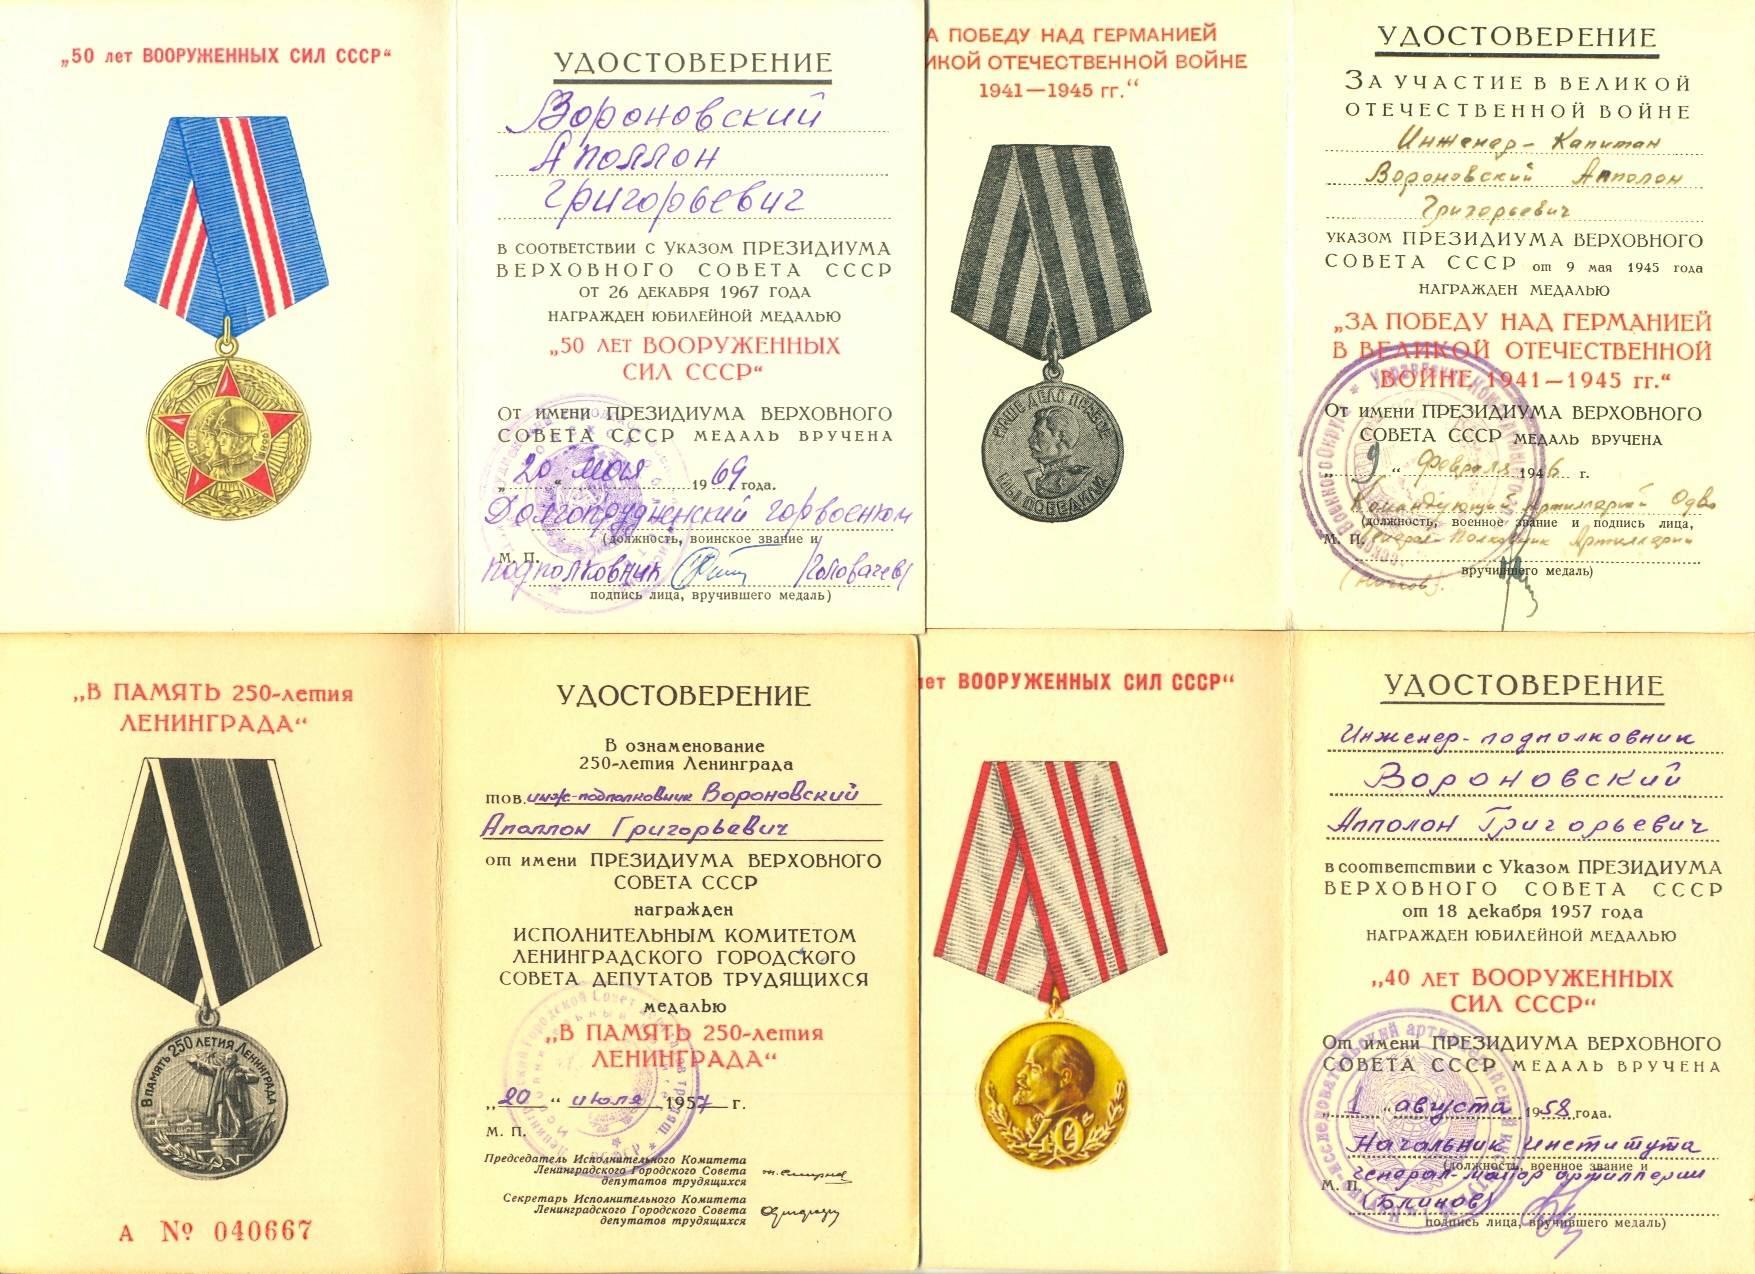 „50 лет ВООРУЖЕННЫХ СИЛ СССР“
УДОСТОВЕРЕНИЕ
Вороновский
Аполлон
Григорьевич
В СООТВЕТСТВИИ С УКАЗОМ ПРЕЗИДИУМА
ВЕРХОВНОГО СОВЕТА СССР
ОТ 26 ДЕКАБРЯ 1967 ГОДА
НАГРАЖДЕН ЮБИЛЕЙНОЙ МЕДАЛЬЮ
„50 ЛЕТ ВООРУЖЕННЫХ
СИЛ СССР“
ОТ ИМЕНИ ПРЕЗИДИУМА ВЕРХОВНОГО
СОВЕТА СССР МЕДАЛЬ ВРУЧЕНА
„20“ мая 1969 года.
Долгопрудненский горвоенком
(должность, воинское звание и
М. П.
подполковник /Головачев/
подпись лица, вручившего медаль)
А ПОБЕДУ НАД ГЕРМАНИЕЙ
ИКОЙ ОТЕЧЕСТВЕННОЙ ВОЙНЕ
1941—1945 гг.“
НАШЕ ДЕЛО ПРАВОЕ
МЫ ПОБЕДИЛИ
УДОСТОВЕРЕНИЕ
ЗА УЧАСТИЕ В ВЕЛИКОЙ
ОТЕЧЕСТВЕННОЙ ВОЙНЕ
Инженер-Капитан
Вороновский Апполон
Григорьевич
УКАЗОМ ПРЕЗИДИУМА ВЕРХОВНОГО
СОВЕТА СССР от 9 мая 1945 года
НАГРАЖДЕН МЕДАЛЬЮ
„ЗА ПОБЕДУ НАД ГЕРМАНИЕЙ
В ВЕЛИКОЙ ОТЕЧЕСТВЕННОЙ
ВОЙНЕ 1941—1945 гг.“
ОТ ИМЕНИ ПРЕЗИДИУМА ВЕРХОВНОГО
СОВЕТА СССР МЕДАЛЬ ВРУЧЕНА
„9“ февраля 1946 г.
Командующий Артиллерией Одво
(должность, военное звание и подпись лица,
М. П. Генерал-Полковник Артиллерии
вручившего медаль)
„В ПАМЯТЬ 250-летия
ЛЕНИНГРАДА“
В ПАМЯТЬ 250 ЛЕТИЯ ЛЕНИНГРАДА
А № 040667
УДОСТОВЕРЕНИЕ
В ознаменование
250-летия Ленинграда
тов. инж-подполковник Вороновский
Аполлон Григорьевич
от имени ПРЕЗИДИУМА ВЕРХОВНОГО
СОВЕТА СССР
награжден
ИСПОЛНИТЕЛЬНЫМ КОМИТЕТОМ
ЛЕНИНГРАДСКОГО ГОРОДСКОГО
СОВЕТА ДЕПУТАТОВ ТРУДЯЩИХСЯ
медалью
„В ПАМЯТЬ 250-летия
ЛЕНИНГРАДА“
„20“ июля 1957 г.
М. П.
Председатель Исполнительного Комитета
Ленинградского Городского Совета
депутатов трудящихся
Секретарь Исполнительного Комитета
Ленинградского Городского Совета
депутатов трудящихся
лет ВООРУЖЕННЫХ СИЛ СССР“
40
УДОСТОВЕРЕНИЕ
Инженер-подполковник
Вороновский
Апполон Григорьевич
в соответствии с Указом ПРЕЗИДИУМА
ВЕРХОВНОГО СОВЕТА СССР
от 18 декабря 1957 года
НАГРАЖДЕН ЮБИЛЕЙНОЙ МЕДАЛЬЮ
„40 ЛЕТ ВООРУЖЕННЫХ
СИЛ СССР“
От имени ПРЕЗИДИУМА ВЕРХОВНОГО
СОВЕТА СССР МЕДАЛЬ ВРУЧЕНА
„1“ августа 1958 года.
Начальник института
(должность, военное звание и
генерал-майор артиллерии
М. П.
(Блинов)
подпись лица, вручившего медаль)